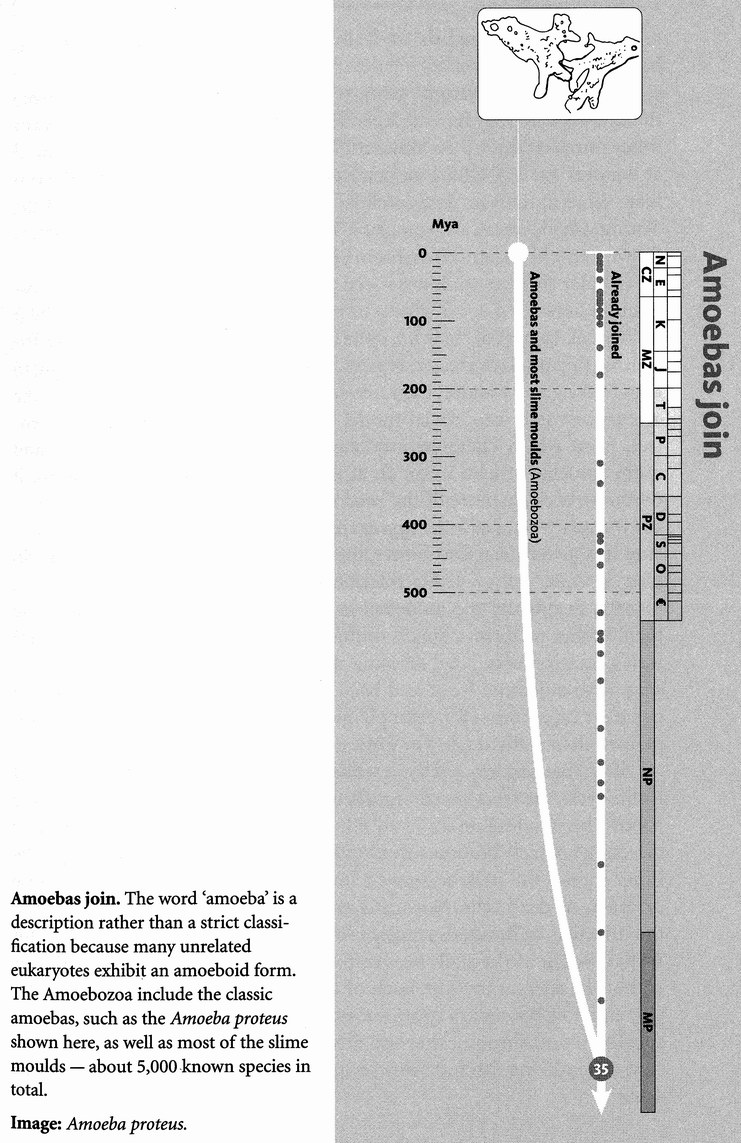 Amoebas join
Mya
0
100
200
300
400
500
Amoebas and most slime moulds (Amoebozoa)
Already joined
N
E
CZ
K
J
MZ
T
P
C
D
PZ
S
O
Є
NP
MP
35
Amoebas join. The word ‘amoeba’ is a
description rather than a strict classi-
fication because many unrelated
eukaryotes exhibit an amoeboid form.
The Amoebozoa include the classic
amoebas, such as the Amoeba proteus
shown here, as well as most of the slime
moulds — about 5,000 known species in
total.
Image: Amoeba proteus.